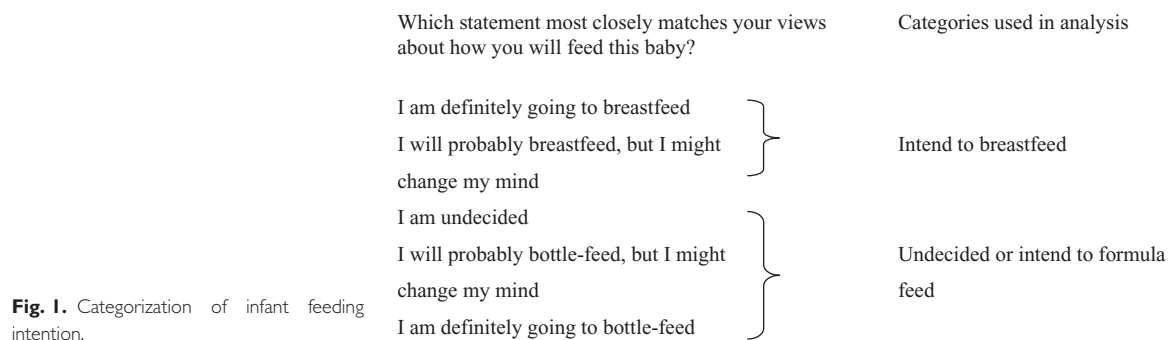 Which statement most closely matches your views
about how you will feed this baby?
Categories used in analysis
I am definitely going to breastfeed
I will probably breastfeed, but I might
change my mind
Intend to breastfeed
I am undecided
I will probably bottle-feed, but I might
change my mind
I am definitely going to bottle-feed
Undecided or intend to formula
feed
Fig. 1. Categorization of infant feeding
intention.